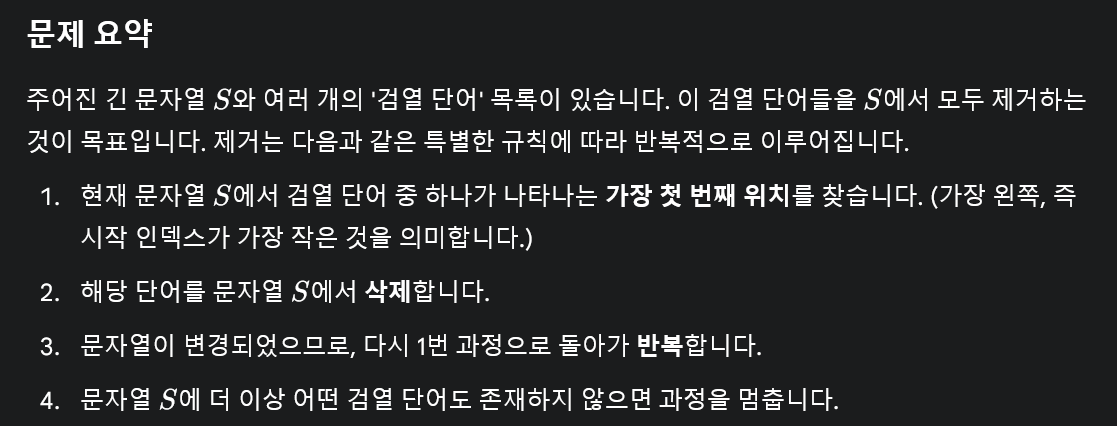 문제 요약
주어진 긴 문자열 S와 여러 개의 '검열 단어' 목록이 있습니다. 이 검열 단어들을 S에서 모두 제거하는
것이 목표입니다. 제거는 다음과 같은 특별한 규칙에 따라 반복적으로 이루어집니다.
1. 현재 문자열 S에서 검열 단어 중 하나가 나타나는 가장 첫 번째 위치를 찾습니다. (가장 왼쪽, 즉
시작 인덱스가 가장 작은 것을 의미합니다.)
2. 해당 단어를 문자열 S에서 삭제합니다.
3. 문자열이 변경되었으므로, 다시 1번 과정으로 돌아가 반복합니다.
4. 문자열 S에 더 이상 어떤 검열 단어도 존재하지 않으면 과정을 멈춥니다.